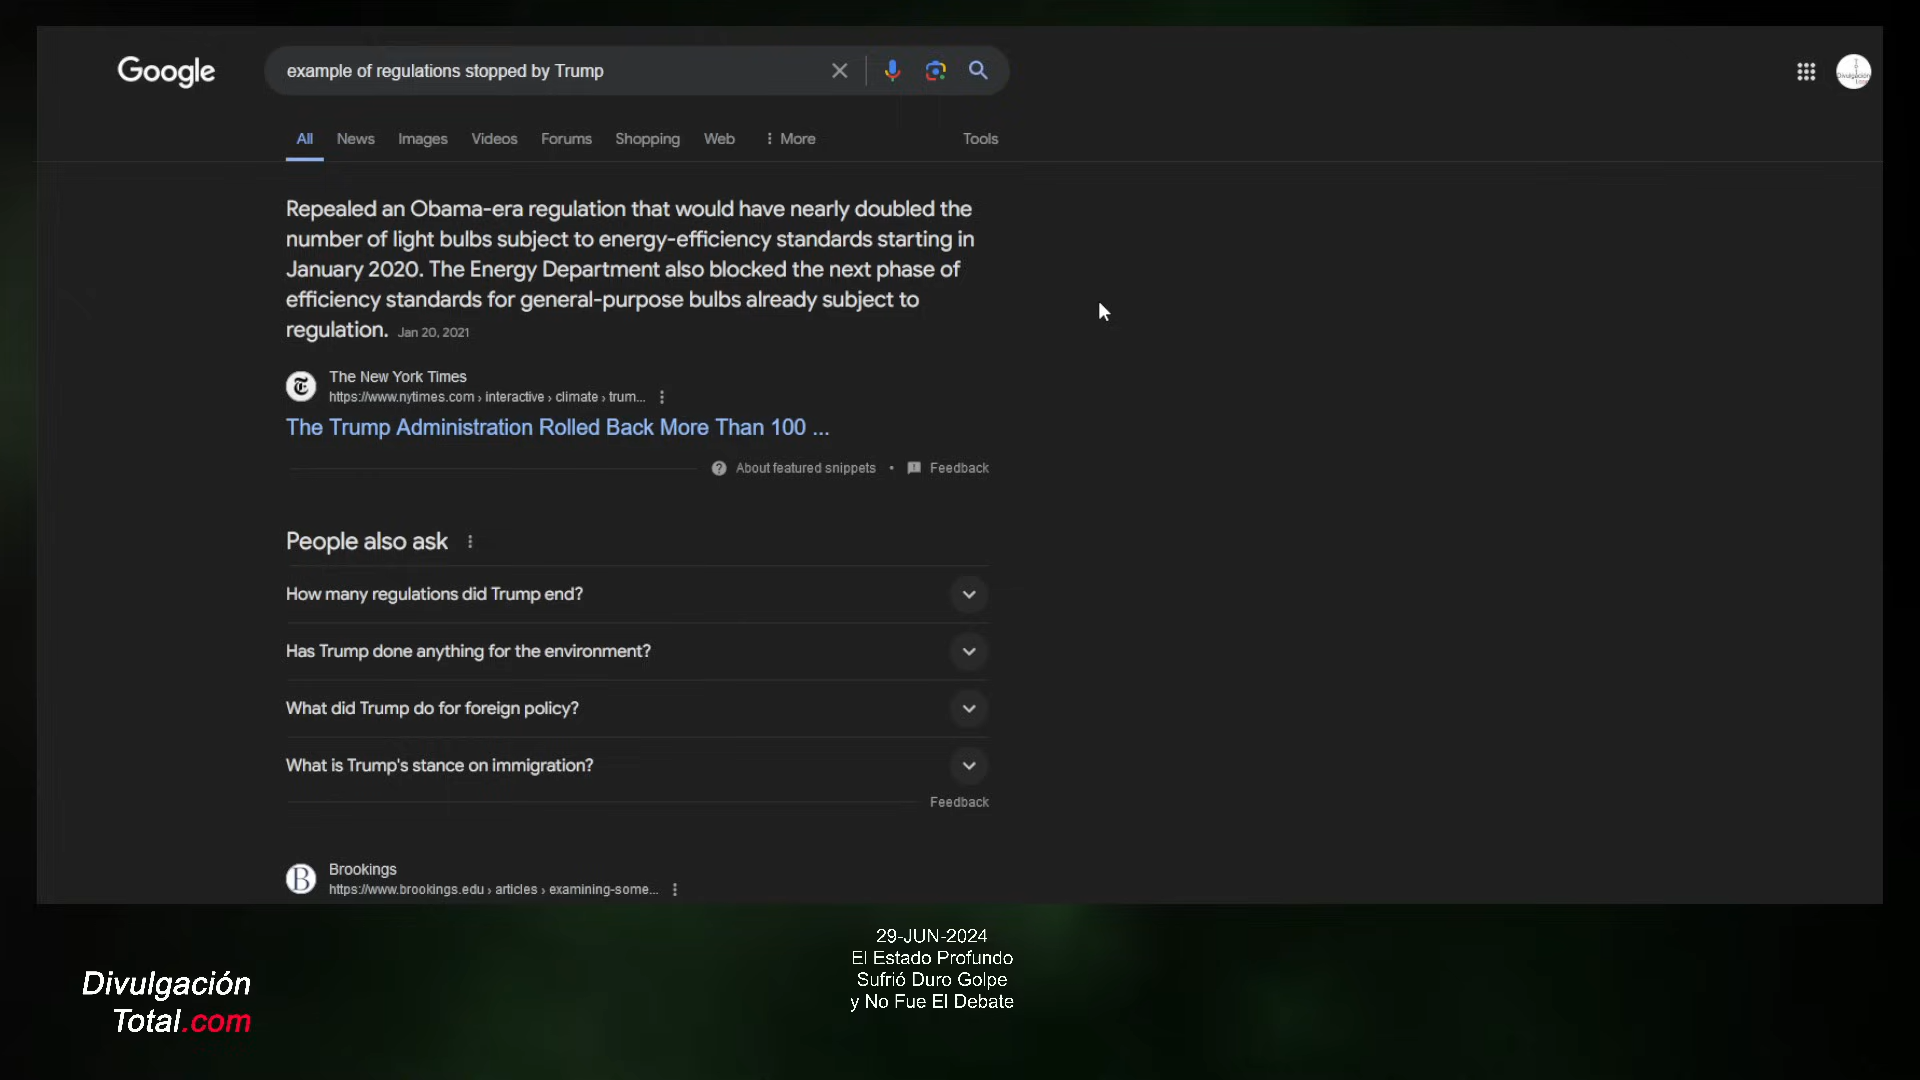 Google
example of regulations stopped by Trump
All News Images Videos Forums Shopping Web More Tools
Repealed an Obama-era regulation that would have nearly doubled the
number of light bulbs subject to energy-efficiency standards starting in
January 2020. The Energy Department also blocked the next phase of
efficiency standards for general-purpose bulbs already subject to
regulation. Jan 20, 2021
The New York Times
https://www.nytimes.com › interactive › climate › trum...
The Trump Administration Rolled Back More Than 100 ...
About featured snippets • Feedback
People also ask
How many regulations did Trump end?
Has Trump done anything for the environment?
What did Trump do for foreign policy?
What is Trump's stance on immigration?
Feedback
Brookings
https://www.brookings.edu › articles › examining-some...
29-JUN-2024
El Estado Profundo
Sufrió Duro Golpe
y No Fue El Debate
Divulgación
Total.com